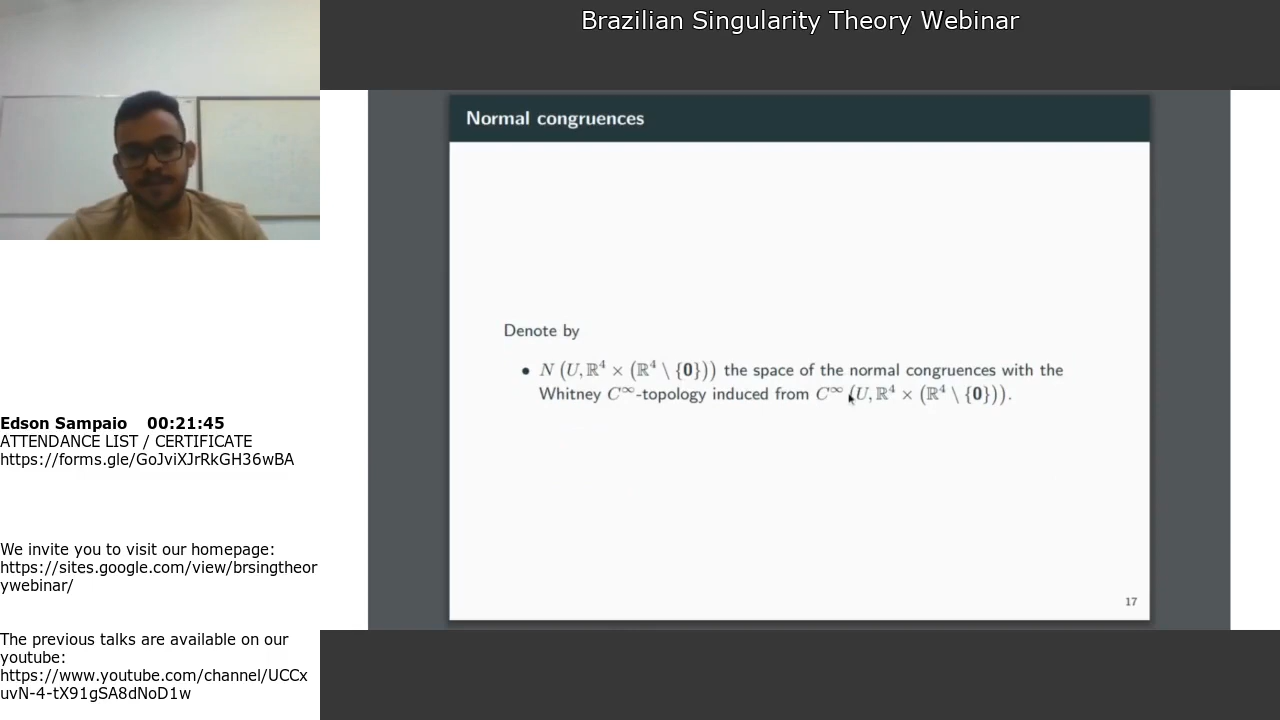 Brazilian Singularity Theory Webinar
Normal congruences
Denote by
• N (U, ℝ⁴ × (ℝ⁴ \ {0})) the space of the normal congruences with the
Whitney C∞-topology induced from C∞ (U, ℝ⁴ × (ℝ⁴ \ {0})).
17
Edson Sampaio 00:21:45
ATTENDANCE LIST / CERTIFICATE
https://forms.gle/GoJviXJrRkGH36wBA
We invite you to visit our homepage:
https://sites.google.com/view/brsingtheor
ywebinar/
The previous talks are available on our
youtube:
https://www.youtube.com/channel/UCCx
uvN-4-tX91gSA8dNoD1w